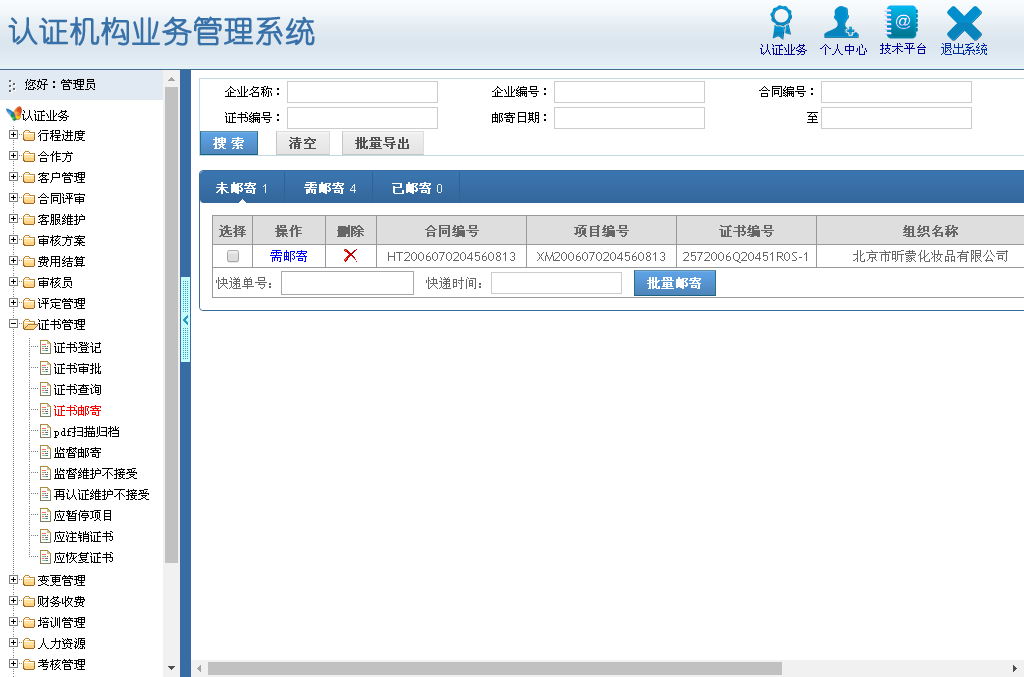 认证机构业务管理系统
认证业务 个人中心 技术平台 退出系统
您好：管理员
认证业务
行程进度
合作方
客户管理
合同评审
客服维护
审核方案
费用结算
审核员
评定管理
证书管理
证书登记
证书审批
证书查询
证书邮寄
pdf扫描归档
监督邮寄
监督维护不接受
再认证维护不接受
应暂停项目
应注销证书
应恢复证书
变更管理
财务收费
培训管理
人力资源
考核管理
企业名称： 企业编号： 合同编号：
证书编号： 邮寄日期： 至
搜 索 清空 批量导出
未邮寄 1 需邮寄 4 已邮寄 0
选择 操作 删除 合同编号 项目编号 证书编号 组织名称
需邮寄 HT2006070204560813 XM2006070204560813 2572006Q20451R0S-1 北京市昕蒙化妆品有限公司
快递单号： 快递时间： 批量邮寄